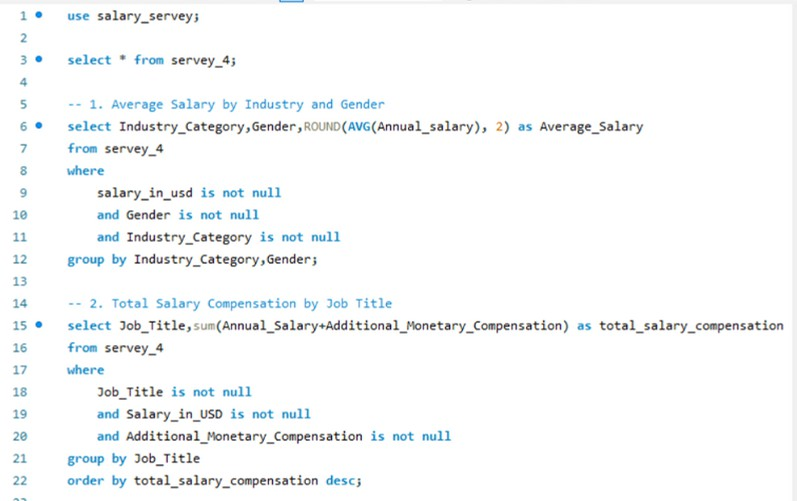 1 use salary_servey;
2
3 select * from servey_4;
4
5 -- 1. Average Salary by Industry and Gender
6 select Industry_Category,Gender,ROUND(AVG(Annual_salary), 2) as Average_Salary
7 from servey_4
8 where
9 salary_in_usd is not null
10 and Gender is not null
11 and Industry_Category is not null
12 group by Industry_Category,Gender;
13
14 -- 2. Total Salary Compensation by Job Title
15 select Job_Title,sum(Annual_Salary+Additional_Monetary_Compensation) as total_salary_compensation
16 from servey_4
17 where
18 Job_Title is not null
19 and Salary_in_USD is not null
20 and Additional_Monetary_Compensation is not null
21 group by Job_Title
22 order by total_salary_compensation desc;